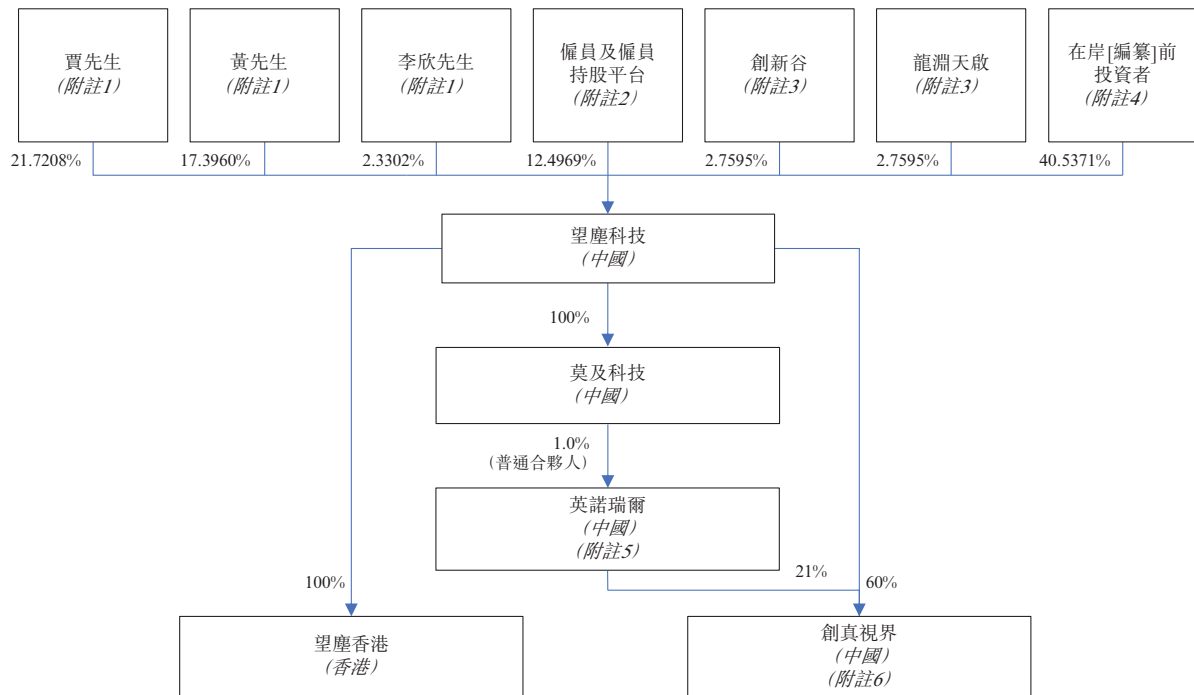 賈先生
(附註1)
黃先生
(附註1)
李欣先生
(附註1)
僱員及僱員
持股平台
(附註2)
創新谷
(附註3)
龍淵天啟
(附註3)
在岸[編纂]前
投資者
(附註4)
21.7208%
17.3960%
2.3302%
12.4969%
2.7595%
2.7595%
40.5371%
望塵科技
(中國)
100%
莫及科技
(中國)
1.0%
(普通合夥人)
英諾瑞爾
(中國)
(附註5)
100%
21%
60%
望塵香港
(香港)
創真視界
(中國)
(附註6)